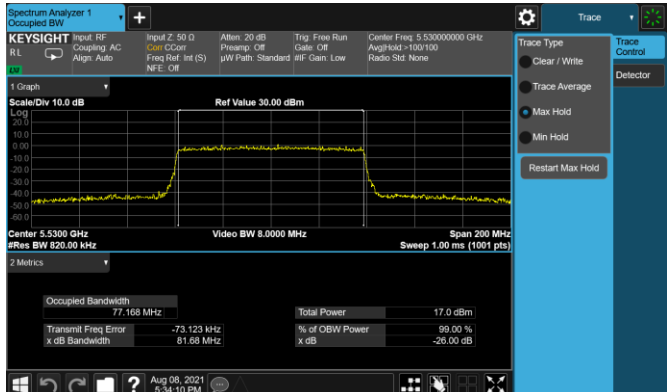 Spectrum Analyzer 1
Occupied BW
Trace
KEYSIGHT
RL
Input: RF
Coupling: AC
Align: Auto
Input Z: 50 Ω
Corr CCorr
Freq Ref: Int (S)
NFE: Off
Atten: 20 dB
Preamp: Off
µW Path: Standard
Trig: Free Run
Gate: Off
#IF Gain: Low
Center Freq: 5.530000000 GHz
Avg|Hold:>100/100
Radio Std: None
Trace Type
Clear / Write
Trace Average
Max Hold
Min Hold
Restart Max Hold
Trace
Control
Detector
1 Graph
Scale/Div 10.0 dB
Ref Value 30.00 dBm
Log
20.0
10.0
0.00
-10.0
-20.0
-30.0
-40.0
-50.0
-60.0
Center 5.5300 GHz
Video BW 8.0000 MHz
Span 200 MHz
#Res BW 820.00 kHz
Sweep 1.00 ms (1001 pts)
2 Metrics
Occupied Bandwidth
77.168 MHz
Total Power
17.0 dBm
Transmit Freq Error
-73.123 kHz
% of OBW Power
99.00 %
x dB Bandwidth
81.68 MHz
x dB
-26.00 dB
?
Aug 08, 2021
5:34:10 PM